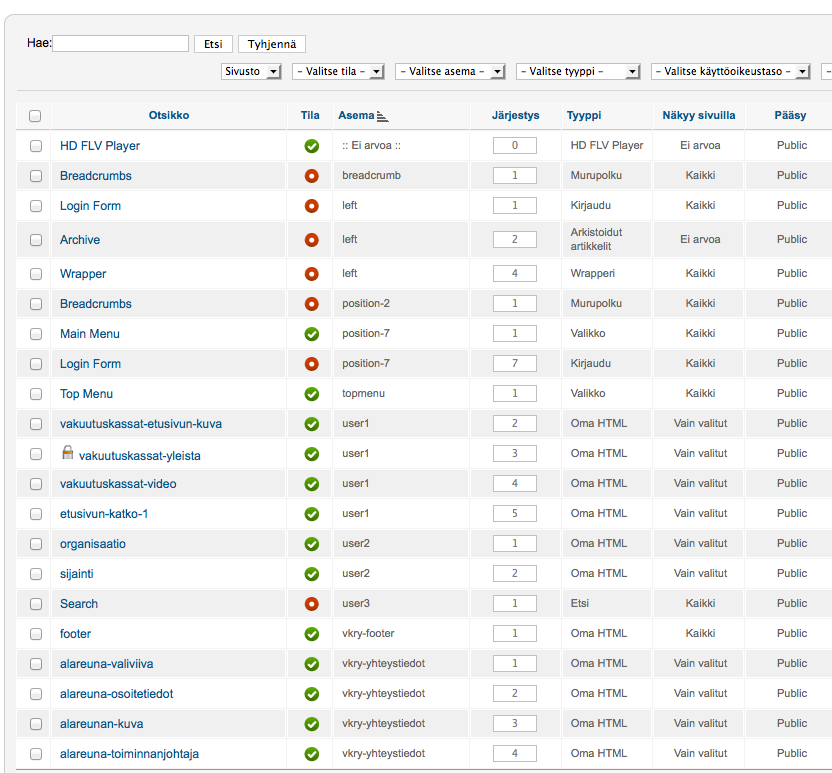 Hae: Etsi Tyhjennä
Sivusto - Valitse tila - - Valitse asema - - Valitse tyyppi - - Valitse käyttöoikeustaso - -
Otsikko Tila Asema Järjestys Tyyppi Näkyy sivuilla Pääsy
HD FLV Player :: Ei arvoa :: 0 HD FLV Player Ei arvoa Public
Breadcrumbs breadcrumb 1 Murupolku Kaikki Public
Login Form left 1 Kirjaudu Kaikki Public
Archive left 2 Arkistoidut artikkelit Ei arvoa Public
Wrapper left 4 Wrapperi Kaikki Public
Breadcrumbs position-2 1 Murupolku Kaikki Public
Main Menu position-7 1 Valikko Kaikki Public
Login Form position-7 7 Kirjaudu Kaikki Public
Top Menu topmenu 1 Valikko Kaikki Public
vakuutuskassat-etusivun-kuva user1 2 Oma HTML Vain valitut Public
vakuutuskassat-yleista user1 3 Oma HTML Vain valitut Public
vakuutuskassat-video user1 4 Oma HTML Vain valitut Public
etusivun-katko-1 user1 5 Oma HTML Vain valitut Public
organisaatio user2 1 Oma HTML Vain valitut Public
sijainti user2 2 Oma HTML Vain valitut Public
Search user3 1 Etsi Kaikki Public
footer vkry-footer 1 Oma HTML Kaikki Public
alareuna-valiviiva vkry-yhteystiedot 1 Oma HTML Vain valitut Public
alareuna-osoitetiedot vkry-yhteystiedot 2 Oma HTML Vain valitut Public
alareunan-kuva vkry-yhteystiedot 3 Oma HTML Vain valitut Public
alareuna-toiminnanjohtaja vkry-yhteystiedot 4 Oma HTML Vain valitut Public